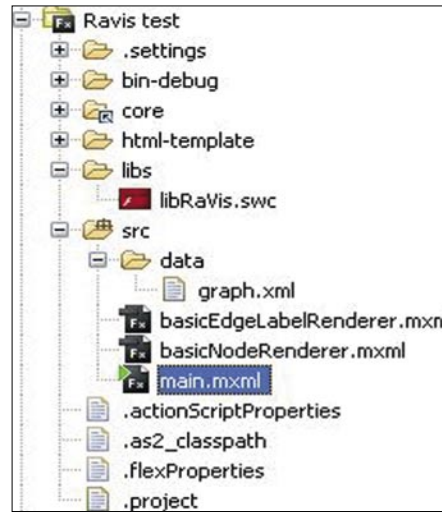 Ravis test
.settings
bin-debug
core
html-template
libs
libRaVis.swc
src
data
graph.xml
basicEdgeLabelRenderer.mxm
basicNodeRenderer.mxml
main.mxml
.actionScriptProperties
.as2_classpath
.flexProperties
.project